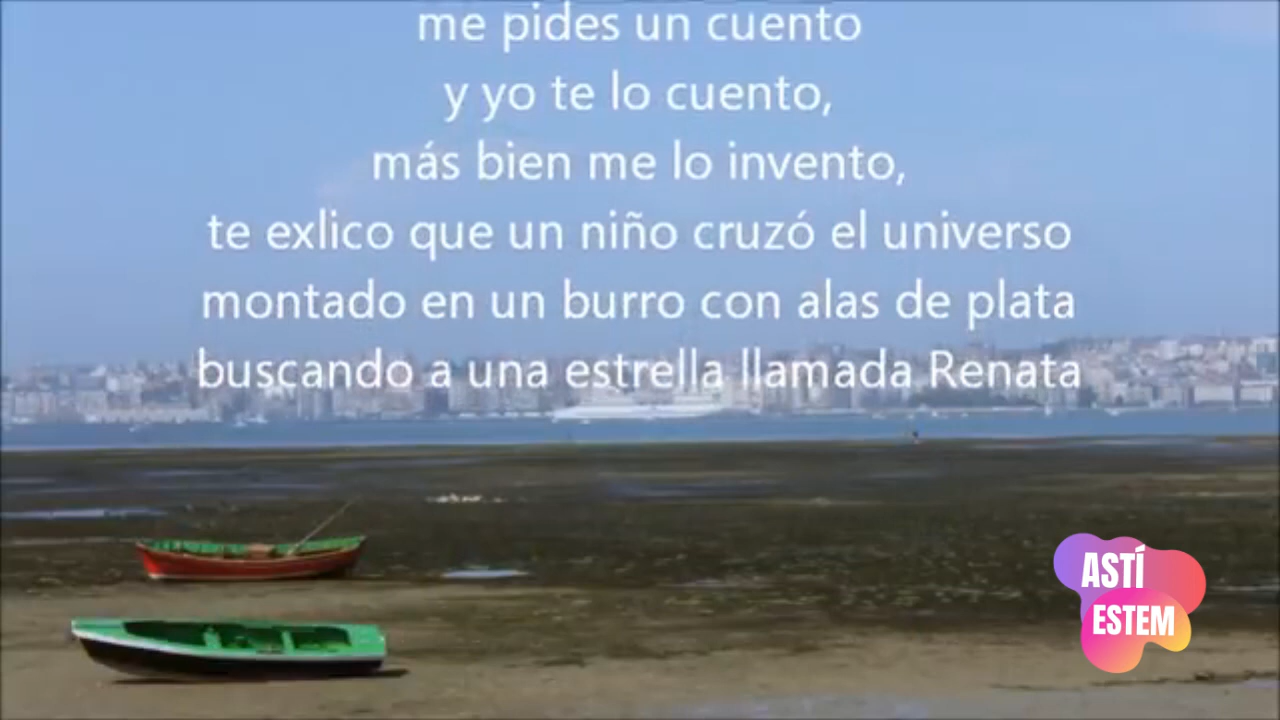 me pides un cuento
y yo te lo cuento,
más bien me lo invento,
te exlico que un niño cruzó el universo
montado en un burro con alas de plata
buscando a una estrella llamada Renata
ASTÍ
ESTEM